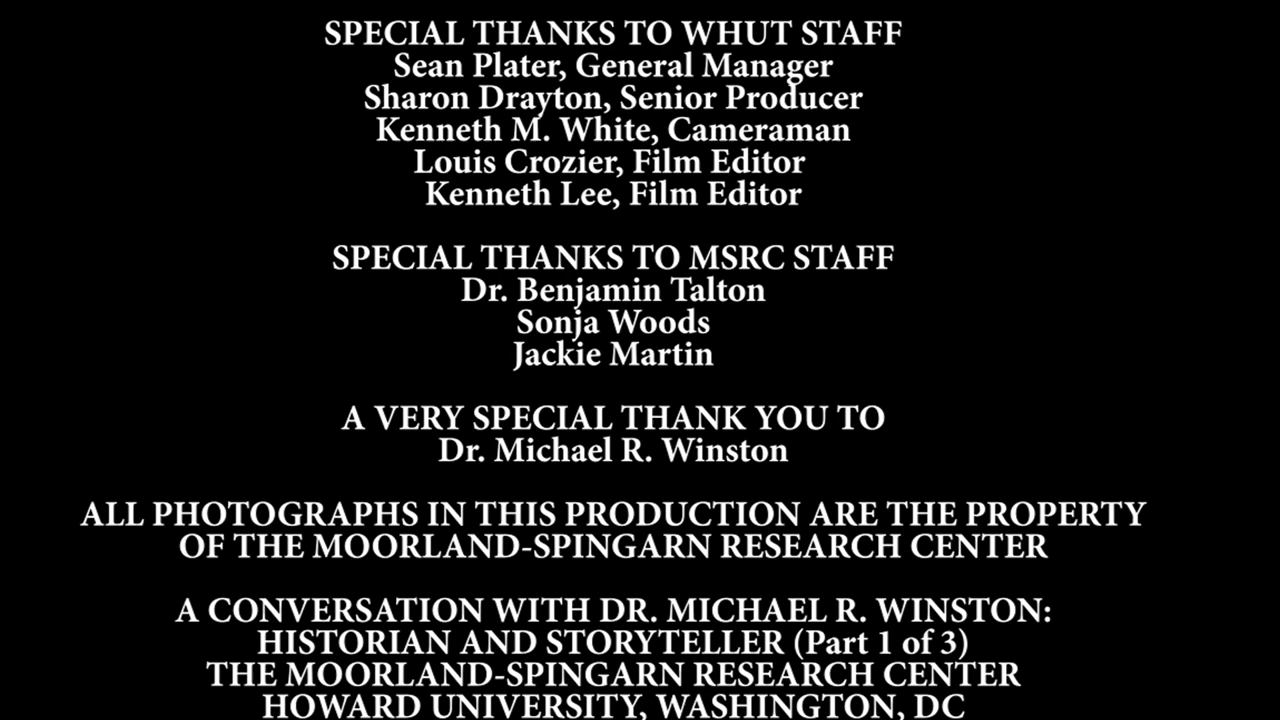 SPECIAL THANKS TO WHUT STAFF
Sean Plater, General Manager
Sharon Drayton, Senior Producer
Kenneth M. White, Cameraman
Louis Crozier, Film Editor
Kenneth Lee, Film Editor
SPECIAL THANKS TO MSRC STAFF
Dr. Benjamin Talton
Sonja Woods
Jackie Martin
A VERY SPECIAL THANK YOU TO
Dr. Michael R. Winston
ALL PHOTOGRAPHS IN THIS PRODUCTION ARE THE PROPERTY
OF THE MOORLAND-SPINGARN RESEARCH CENTER
A CONVERSATION WITH DR. MICHAEL R. WINSTON:
HISTORIAN AND STORYTELLER (Part 1 of 3)
THE MOORLAND-SPINGARN RESEARCH CENTER
HOWARD UNIVERSITY, WASHINGTON, DC